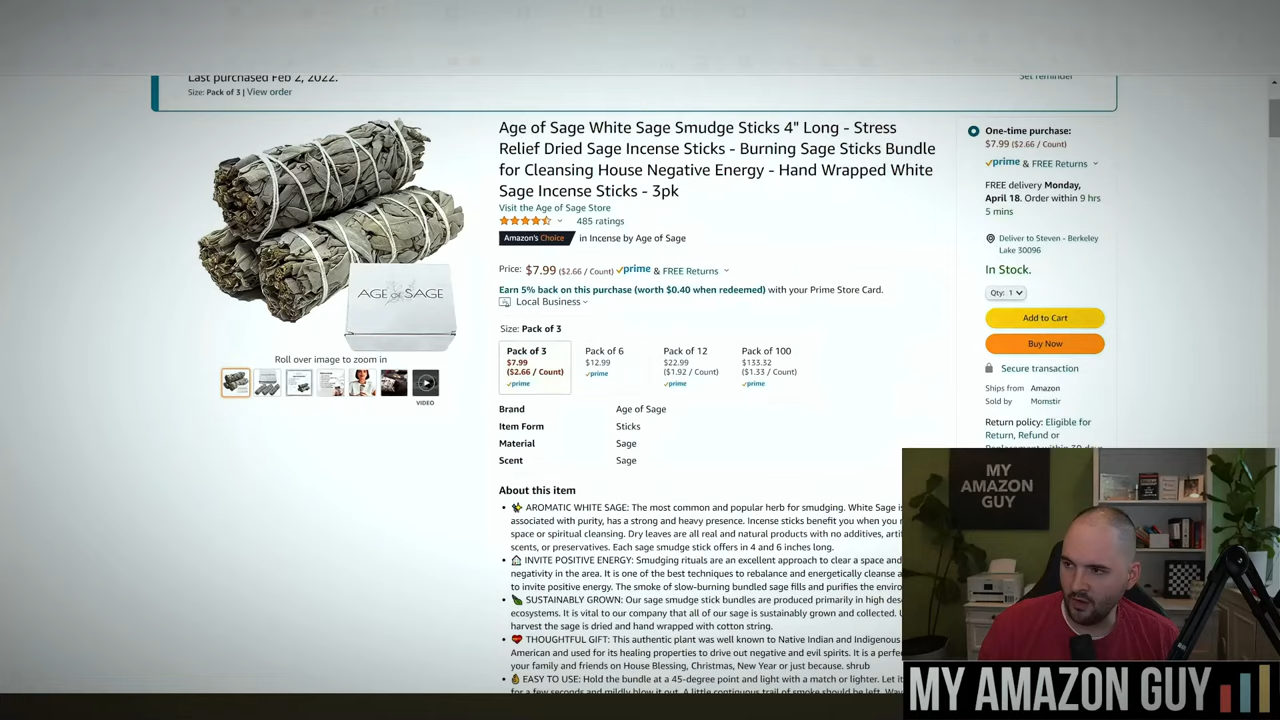 Last purchased Feb 2, 2022.
Set reminder
Size: Pack of 3 | View order
Age of Sage White Sage Smudge Sticks 4" Long - Stress
Relief Dried Sage Incense Sticks - Burning Sage Sticks Bundle
for Cleansing House Negative Energy - Hand Wrapped White
Sage Incense Sticks - 3pk
Visit the Age of Sage Store
485 ratings
Amazon's Choice in Incense by Age of Sage
Price: $7.99 ($2.66 / Count) prime & FREE Returns
Earn 5% back on this purchase (worth $0.40 when redeemed) with your Prime Store Card.
Local Business
Size: Pack of 3
Pack of 3
$7.99
($2.66 / Count)
prime
Pack of 6
$12.99
prime
Pack of 12
$22.99
($1.92 / Count)
prime
Pack of 100
$133.32
($1.33 / Count)
prime
Brand Age of Sage
Item Form Sticks
Material Sage
Scent Sage
About this item
AROMATIC WHITE SAGE: The most common and popular herb for smudging. White Sage is
associated with purity, has a strong and heavy presence. Incense sticks benefit you when you
space or spiritual cleansing. Dry leaves are all real and natural products with no additives,
scents, or preservatives. Each sage smudge stick offers in 4 and 6 inches long.
INVITE POSITIVE ENERGY: Smudging rituals are an excellent approach to clear a space and
negativity in the area. It is one of the best techniques to rebalance and energetically cleanse a
to invite positive energy. The smoke of slow-burning bundled sage fills and purifies the
SUSTAINABLY GROWN: Our sage smudge stick bundles are produced primarily in high
ecosystems. It is vital to our company that all of our sage is sustainably grown and collected.
harvest the sage is dried and hand wrapped with cotton string.
THOUGHTFUL GIFT: This authentic plant was well known to Native Indian and Indigenous
American and used for its healing properties to drive out negative and evil spirits. It is a
your family and friends on House Blessing, Christmas, New Year or just because. shrub
EASY TO USE: Hold the bundle at a 45-degree point and light with a match or lighter. Let it
for a few seconds and mildly blow it out. A little continuous trail of smoke should be left.
AGE OF SAGE
Roll over image to zoom in
VIDEO
One-time purchase:
$7.99 ($2.66 / Count)
prime & FREE Returns
FREE delivery Monday,
April 18. Order within 9 hrs
5 mins
Deliver to Steven - Berkeley
Lake 30096
In Stock.
Qty: 1
Add to Cart
Buy Now
Secure transaction
Ships from Amazon
Sold by Momstir
Return policy: Eligible for
Return, Refund or
MY
AMAZON
GUY
MY AMAZON GUY